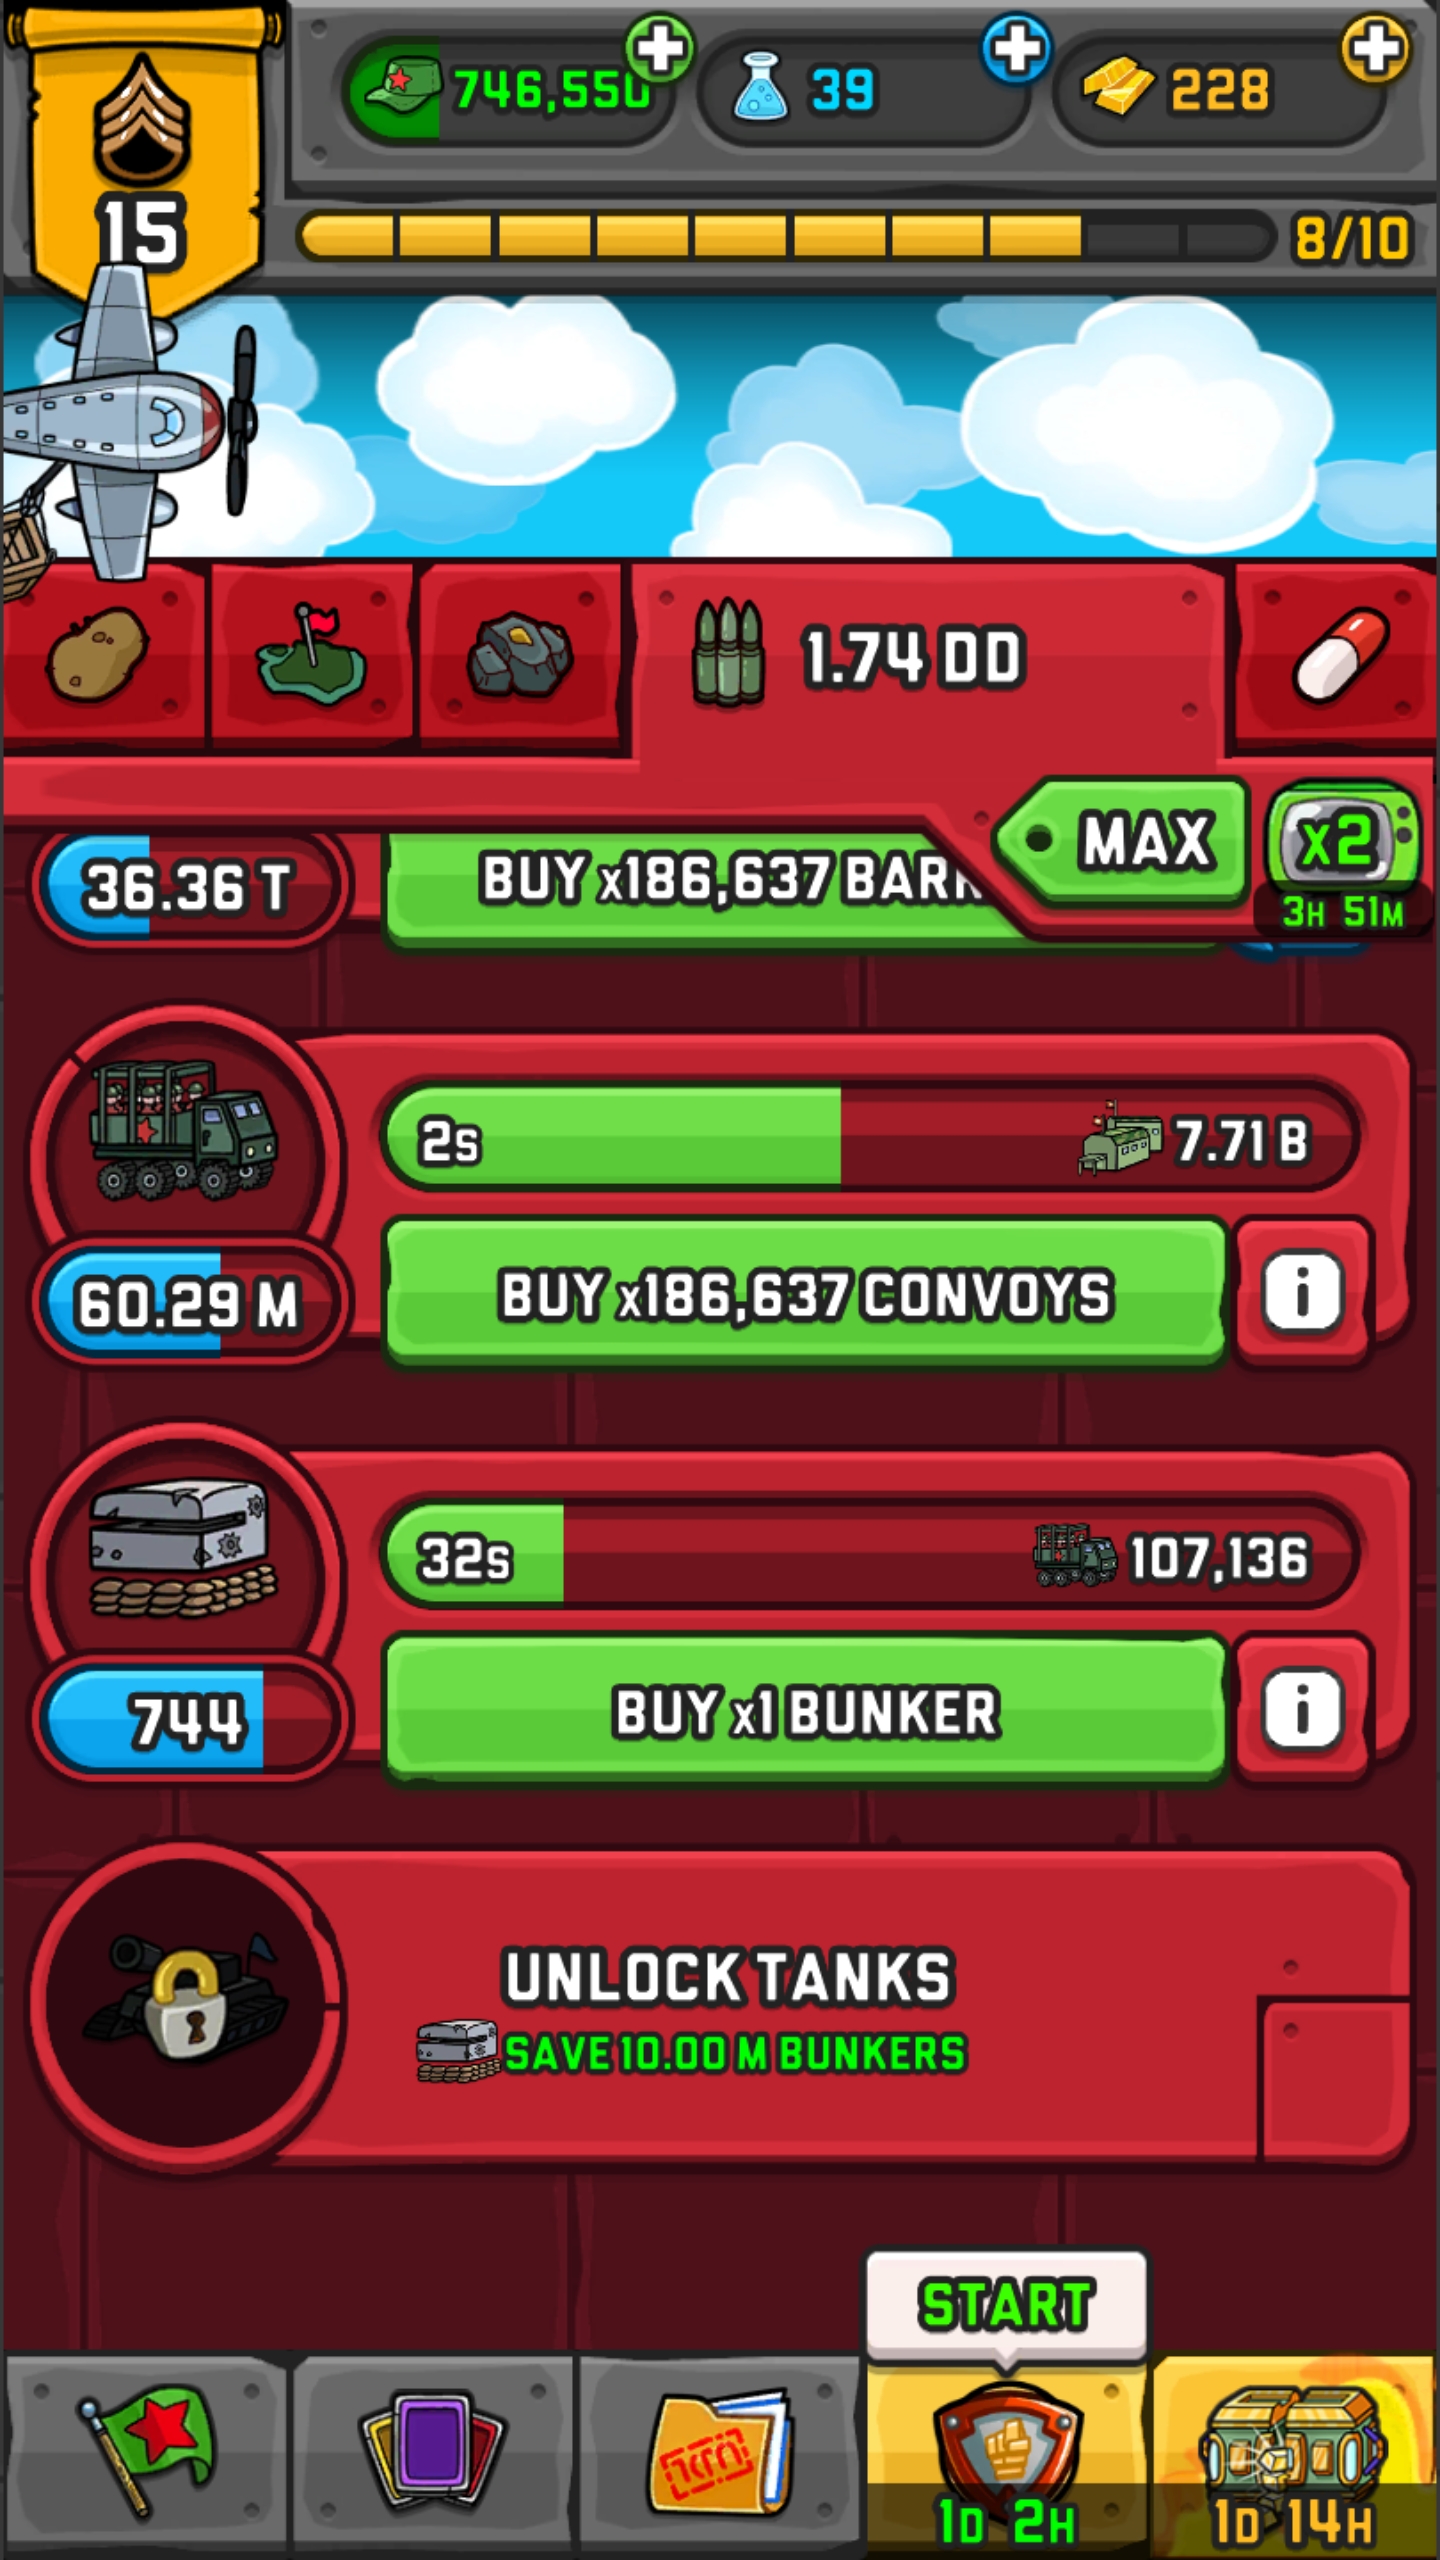 746,550
39
228
15
8/10
1.74 DD
MAX
x2
3H 51M
36.36 T
BUY x186,637
2s
7.71 B
60.29 M
BUY x186,637 CONVOYS
i
32s
107,136
744
BUY x1 BUNKER
i
UNLOCK TANKS
SAVE 10.00 M BUNKERS
START
1D 2H
1D 14H